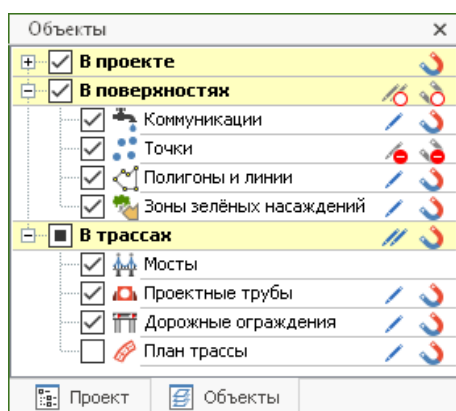 Объекты
В проекте
В поверхностях
Коммуникации
Точки
Полигоны и линии
Зоны зелёных насаждений
В трассах
Мосты
Проектные трубы
Дорожные ограждения
План трассы
Проект Объекты